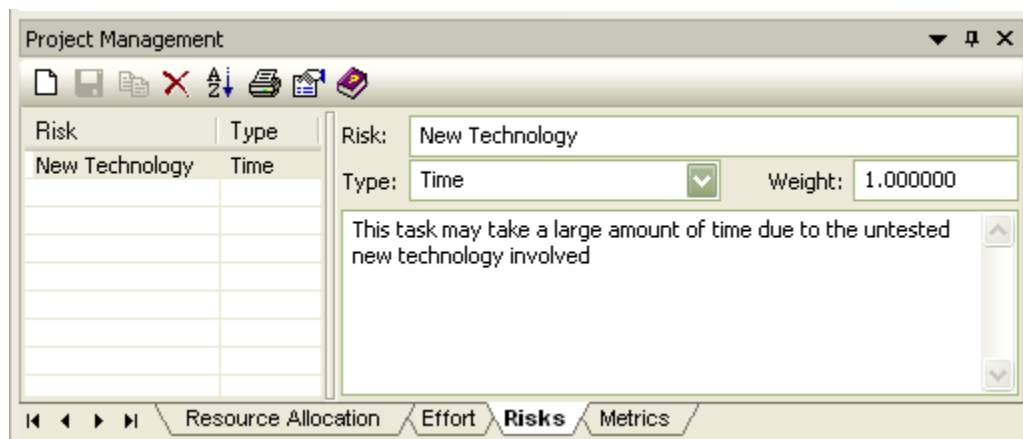 Project Management
Risk Type
New Technology Time
Risk: New Technology
Type: Time Weight: 1.000000
This task may take a large amount of time due to the untested
new technology involved
Resource Allocation Effort Risks Metrics